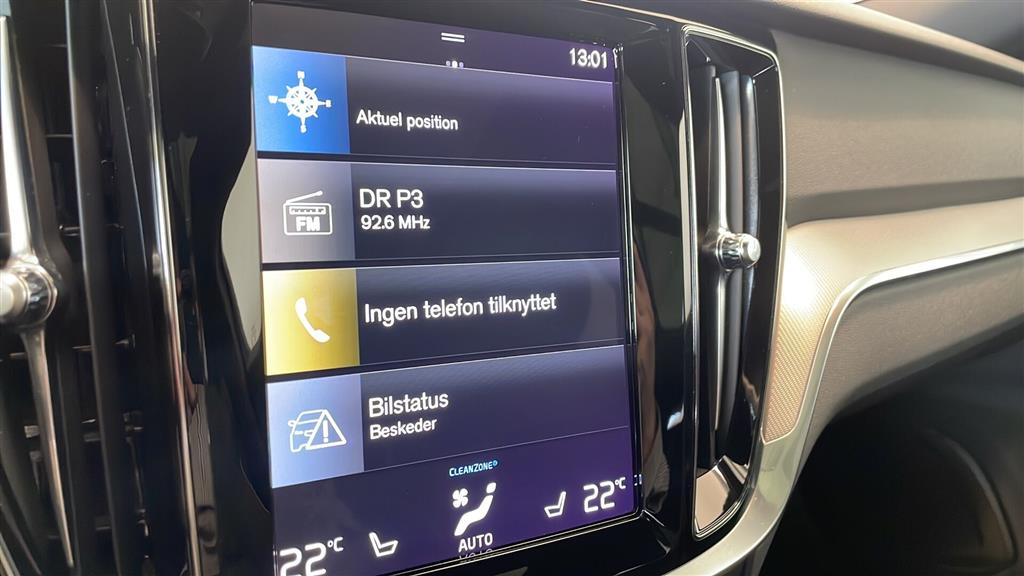 13:01
Aktuel position
FM
DR P3
92.6 MHz
Ingen telefon tilknyttet
Bilstatus
Beskeder
CLEANZONE
22°C
AUTO
22°C